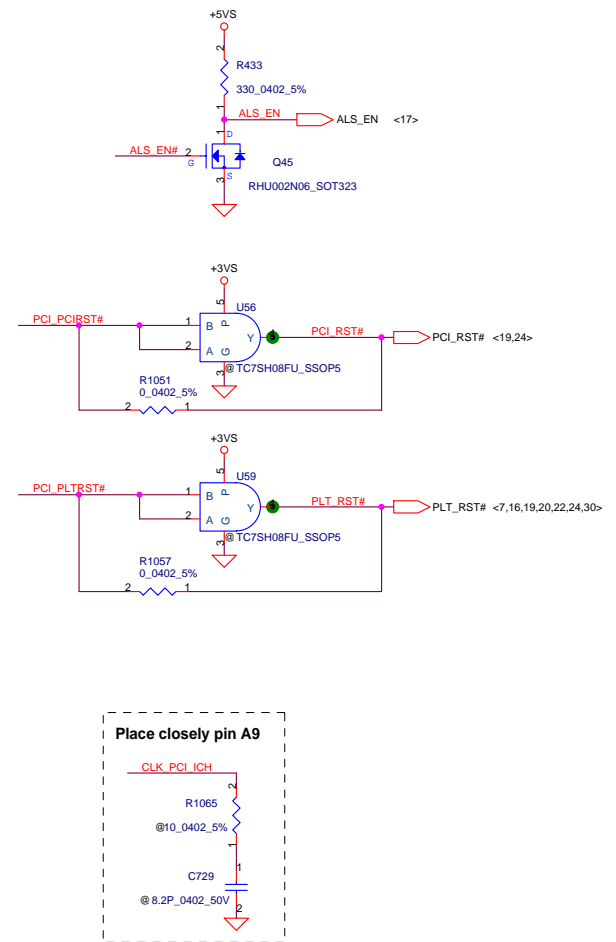 +5VS
2
R433
330_0402_5%
1
ALS_EN
ALS_EN <17>
1
D
ALS_EN#
2
G
Q45
S
3
RHU002N06_SOT323
+3VS
5
U56
PCI_PCIRST#
1
B
P
Y
PCI_RST#
PCI_RST# <19,24>
2
A
G
3
@ TC7SH08FU_SSOP5
R1051
0_0402_5%
2
1
+3VS
5
U59
PCI_PLTRST#
1
B
P
Y
PLT_RST#
PLT_RST# <7,16,19,20,22,24,30>
2
A
G
3
@ TC7SH08FU_SSOP5
R1057
0_0402_5%
2
1
Place closely pin A9
CLK_PCI_ICH
2
R1065
@10_0402_5%
1
1
C729
@ 8.2P_0402_50V
2